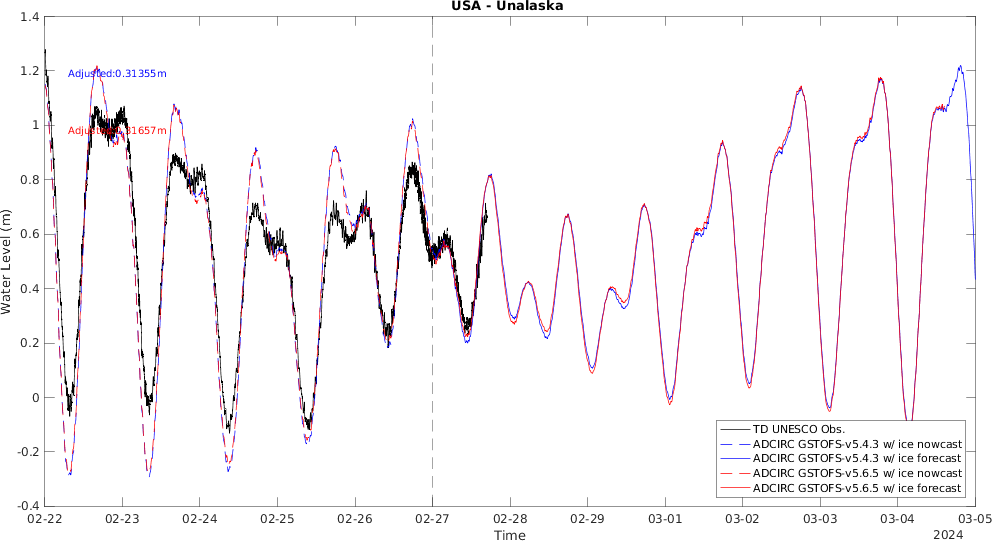 USA - Unalaska
1.4
1.2
1
0.8
0.6
0.4
0.2
0
-0.2
-0.4
Water Level (m)
Adjusted:0.31355m
Adjusted:0.31657m
TD UNESCO Obs.
ADCIRC GSTOFS-v5.4.3 w/ ice nowcast
ADCIRC GSTOFS-v5.4.3 w/ ice forecast
ADCIRC GSTOFS-v5.6.5 w/ ice nowcast
ADCIRC GSTOFS-v5.6.5 w/ ice forecast
02-22 02-23 02-24 02-25 02-26 02-27 02-28 02-29 03-01 03-02 03-03 03-04 03-05
Time
2024